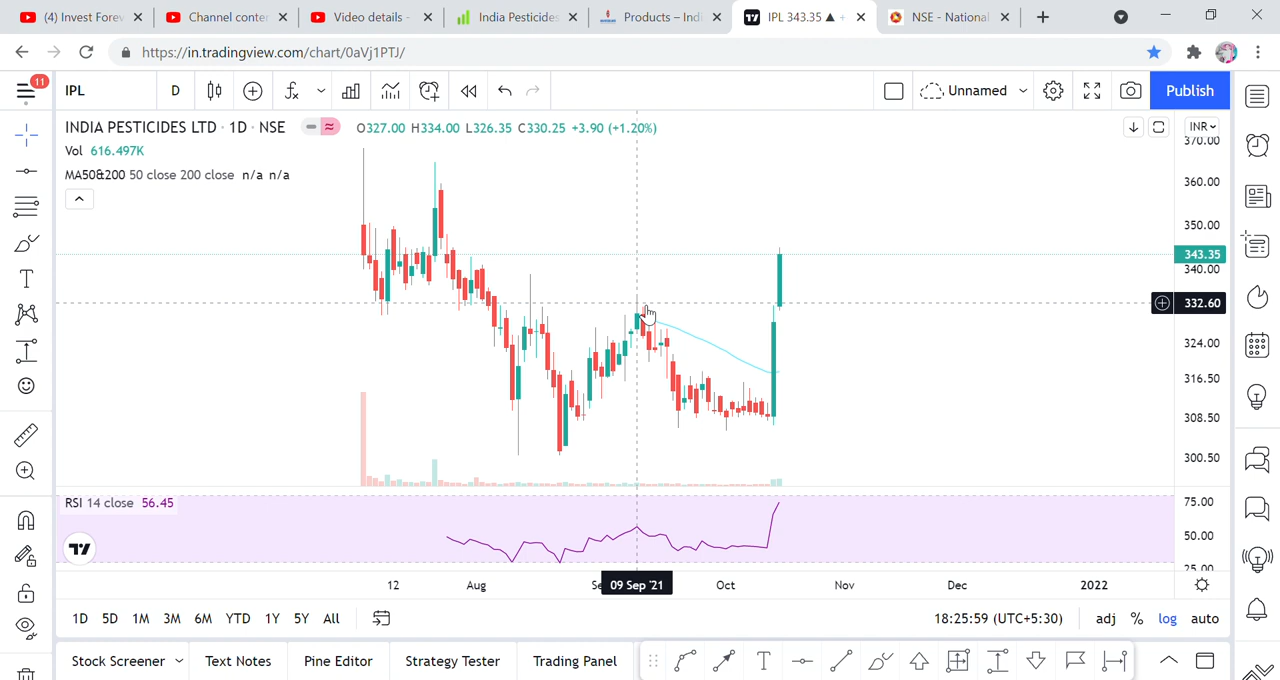 (4) Invest Forev
Channel conter
Video details -
India Pesticides
Products – Indi
IPL 343.35 ▲ +
NSE - National
https://in.tradingview.com/chart/0aVj1PTJ/
11
IPL
D
Unnamed
Publish
INDIA PESTICIDES LTD · 1D · NSE
O327.00 H334.00 L326.35 C330.25 +3.90 (+1.20%)
INR
Vol 616.497K
MA50&200 50 close 200 close n/a n/a
370.00
360.00
350.00
343.35
340.00
332.60
324.00
316.50
308.50
300.50
RSI 14 close 56.45
75.00
50.00
25.00
12
Aug
Se
09 Sep '21
Oct
Nov
Dec
2022
1D 5D 1M 3M 6M YTD 1Y 5Y All
18:25:59 (UTC+5:30)
adj % log auto
Stock Screener
Text Notes
Pine Editor
Strategy Tester
Trading Panel